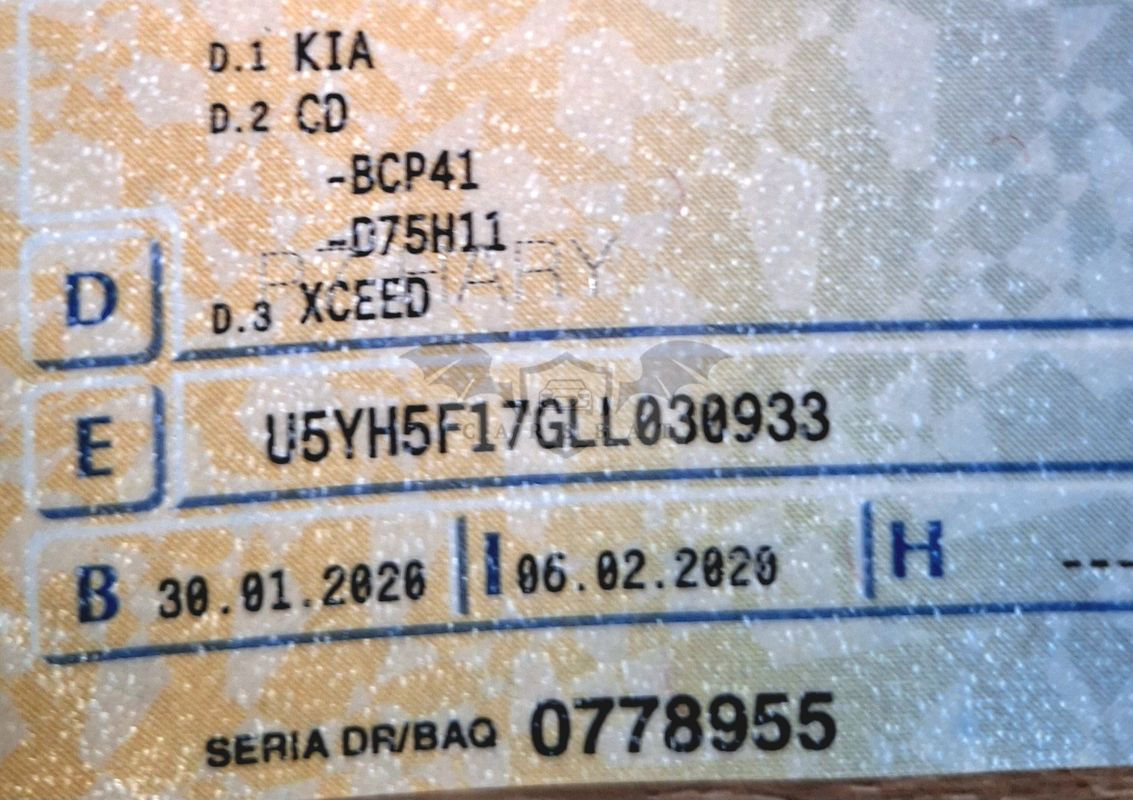 D.1 KIA
D.2 CD
-BCP41
-D75H11
D.3 XCEED
D
E U5YH5F17GLL030933
B 30.01.2020 I 06.02.2020 H ---
SERIA DR/BAQ 0778955